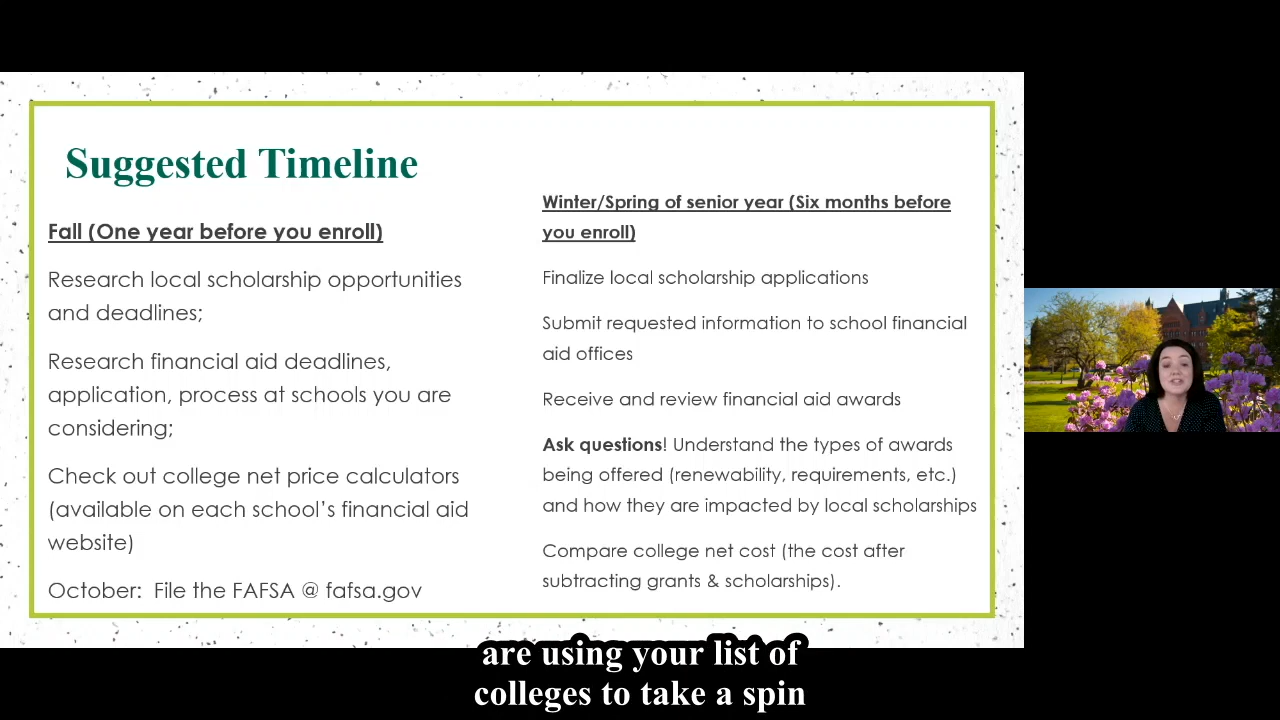 Suggested Timeline
Fall (One year before you enroll)
Research local scholarship opportunities
and deadlines;
Research financial aid deadlines,
application, process at schools you are
considering;
Check out college net price calculators
(available on each school’s financial aid
website)
October:  File the FAFSA @ fafsa.gov
Winter/Spring of senior year (Six months before
you enroll)
Finalize local scholarship applications
Submit requested information to school financial
aid offices
Receive and review financial aid awards
Ask questions! Understand the types of awards
being offered (renewability, requirements, etc.)
and how they are impacted by local scholarships
Compare college net cost (the cost after
subtracting grants & scholarships).
are using your list of
colleges to take a spin